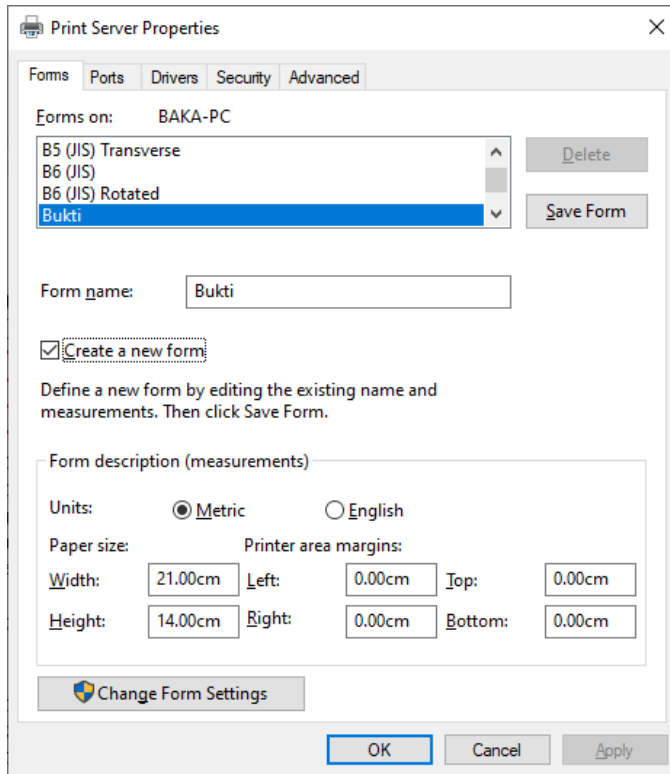 Print Server Properties
Forms Ports Drivers Security Advanced
Forms on: BAKA-PC
B5 (JIS) Transverse
B6 (JIS)
B6 (JIS) Rotated
Bukti
Delete
Save Form
Form name: Bukti
Create a new form
Define a new form by editing the existing name and
measurements. Then click Save Form.
Form description (measurements)
Units: Metric English
Paper size: Printer area margins:
Width: 21.00cm Left: 0.00cm Top: 0.00cm
Height: 14.00cm Right: 0.00cm Bottom: 0.00cm
Change Form Settings
OK Cancel Apply